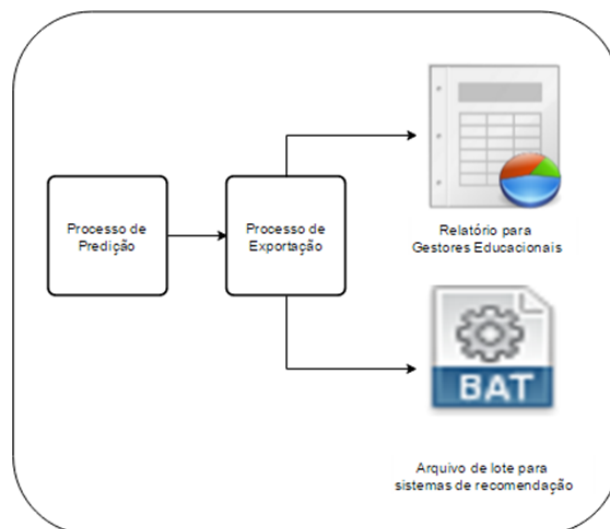 Processo de
Predição
Processo de
Exportação
Relatório para
Gestores Educacionais
BAT
Arquivo de lote para
sistemas de recomendação